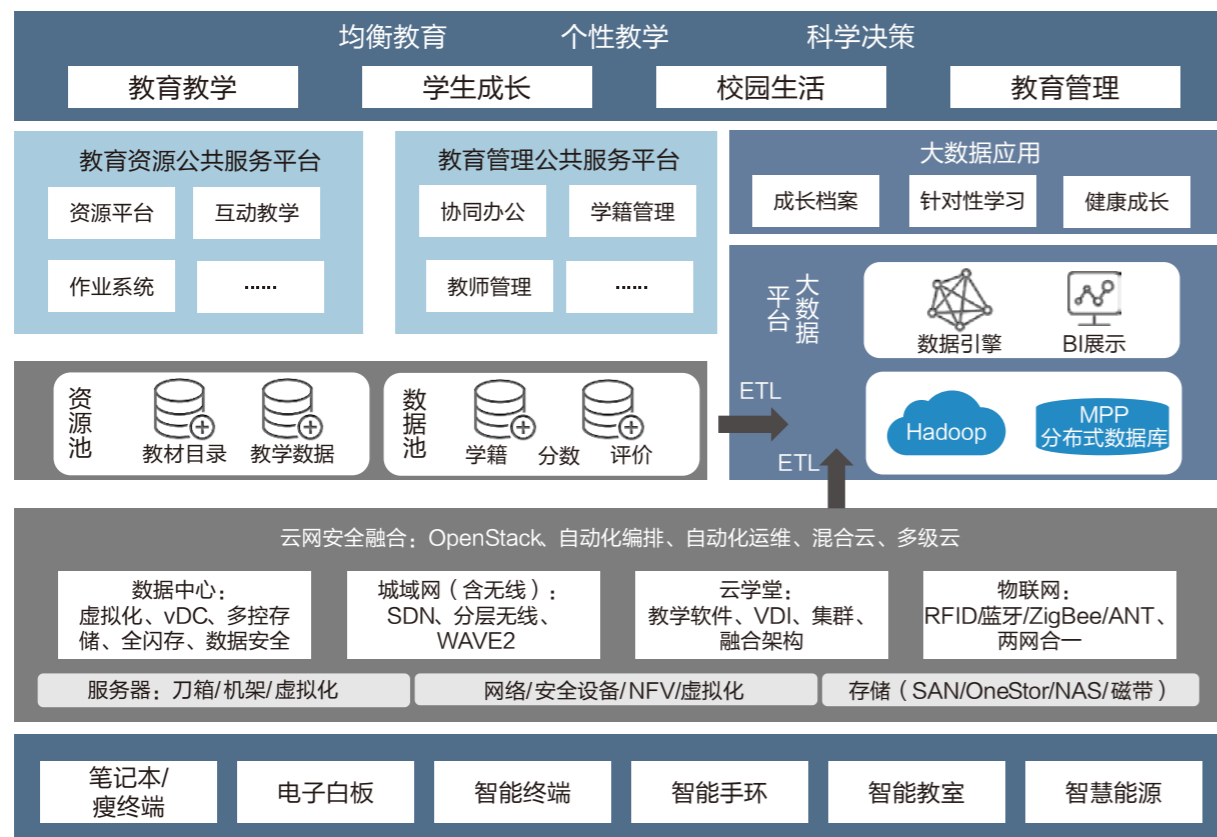 均衡教育 个性教学 科学决策
教育教学 学生成长 校园生活 教育管理
教育资源公共服务平台
资源平台 互动教学
作业系统 ······
教育管理公共服务平台
协同办公 学籍管理
教师管理 ······
大数据应用
成长档案 针对性学习 健康成长
大数据
平台
数据引擎 BI展示
Hadoop
MPP
分布式数据库
资源池
教材目录 教学数据
数据池
学籍 分数 评价
ETL
ETL
云网安全融合：OpenStack、自动化编排、自动化运维、混合云、多级云
数据中心：
虚拟化、vDC、多控存
储、全闪存、数据安全
城域网（含无线）：
SDN、分层无线、
WAVE2
云学堂：
教学软件、VDI、集群、
融合架构
物联网：
RFID/蓝牙/ZigBee/ANT、
两网合一
服务器：刀箱/机架/虚拟化
网络/安全设备/NFV/虚拟化
存储（SAN/OneStor/NAS/磁带）
笔记本/
瘦终端
电子白板
智能终端
智能手环
智能教室
智慧能源